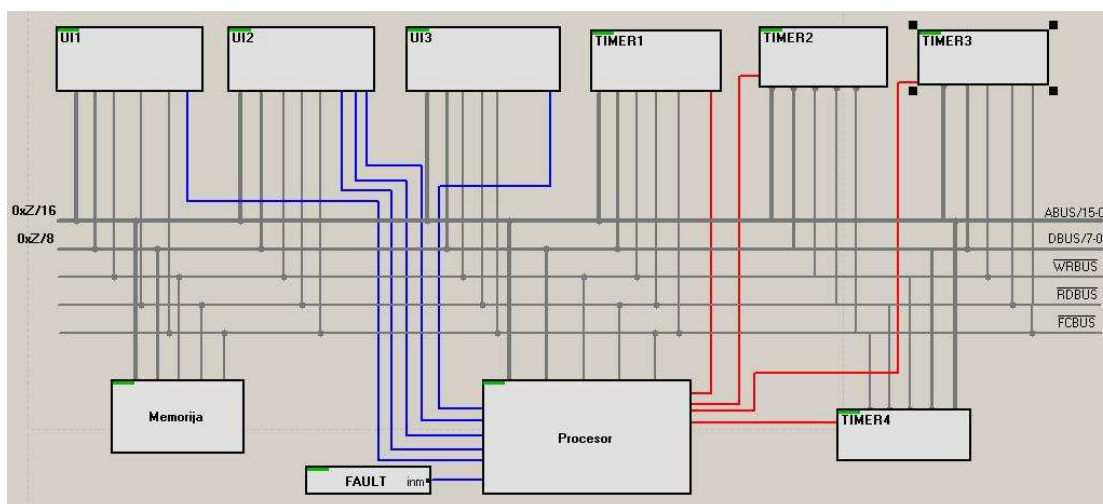 UI1
UI2
UI3
TIMER1
TIMER2
TIMER3
0xZ/16
ABUS/15-0
0xZ/8
DBUS/7-0
WRBUS
RDBUS
FCBUS
Memorija
Procesor
TIMER4
FAULT
inm